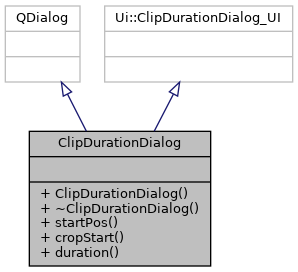 QDialog
Ui::ClipDurationDialog_UI
ClipDurationDialog
+ ClipDurationDialog()
+ ~ClipDurationDialog()
+ startPos()
+ cropStart()
+ duration()